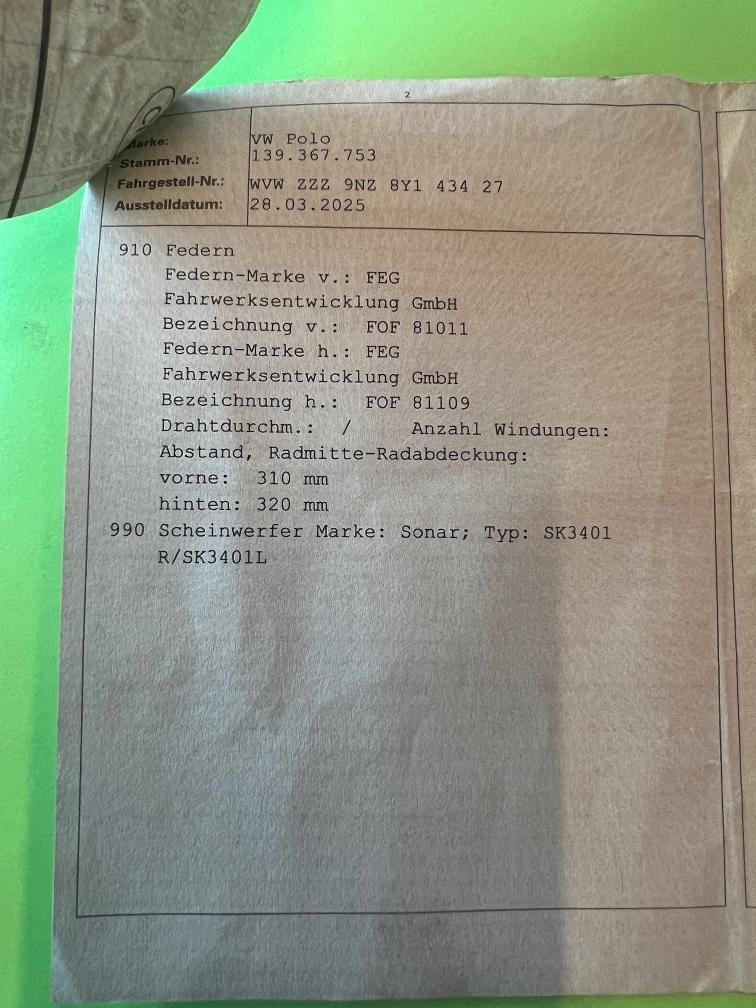 2
Marke: VW Polo
Stamm-Nr.: 139.367.753
Fahrgestell-Nr.: WVW ZZZ 9NZ 8Y1 434 27
Ausstelldatum: 28.03.2025
910 Federn
Federn-Marke v.: FEG
Fahrwerksentwicklung GmbH
Bezeichnung v.: FOF 81011
Federn-Marke h.: FEG
Fahrwerksentwicklung GmbH
Bezeichnung h.: FOF 81109
Drahtdurchm.: / Anzahl Windungen:
Abstand, Radmitte-Radabdeckung:
vorne: 310 mm
hinten: 320 mm
990 Scheinwerfer Marke: Sonar; Typ: SK3401
R/SK3401L